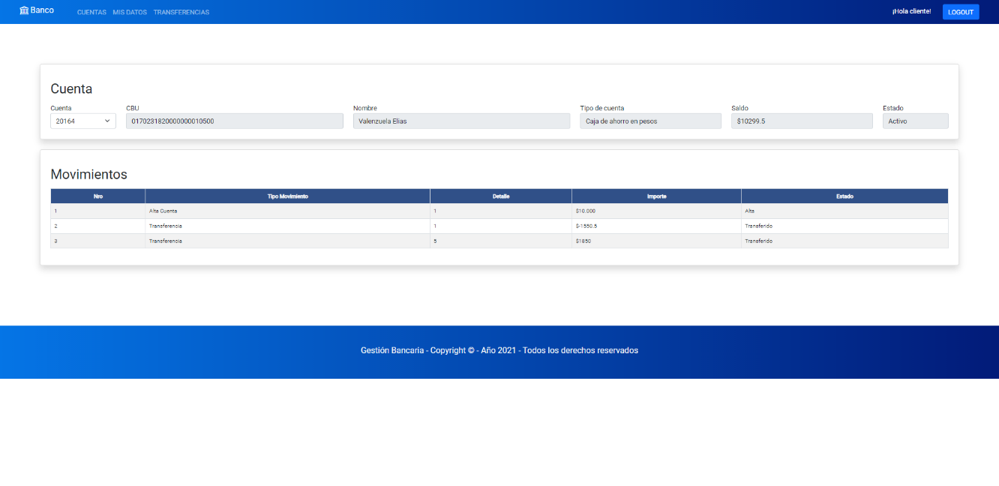 Banco CUENTAS MIS DATOS TRANSFERENCIAS ¡Hola cliente! LOGOUT
Cuenta
Cuenta CBU Nombre Tipo de cuenta Saldo Estado
20164 0170231820000000010500 Valenzuela Elias Caja de ahorro en pesos $10299.5 Activo
Movimientos
Nro Tipo Movimiento Detalle Importe Estado
1 Alta Cuenta 1 $10.000 Alta
2 Transferencia 1 $-1550.5 Transferido
3 Transferencia 5 $1850 Transferido
Gestión Bancaria - Copyright © - Año 2021 - Todos los derechos reservados